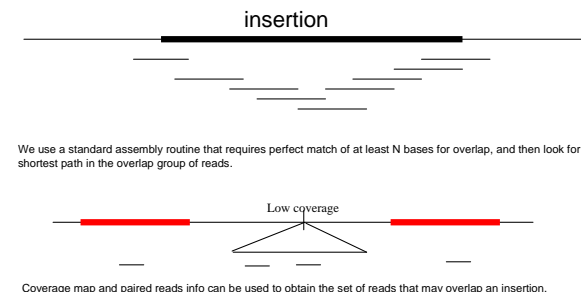 insertion
We use a standard assembly routine that requires perfect match of at least N bases for overlap, and then look for
shortest path in the overlap group of reads.
Low coverage
Coverage map and paired reads info can be used to obtain the set of reads that may overlap an insertion.